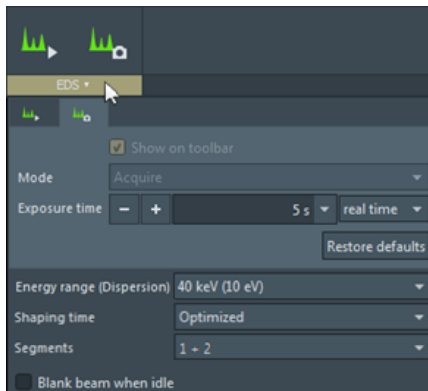 EDS
Show on toolbar
Mode Acquire
Exposure time − + 5 s real time
Restore defaults
Energy range (Dispersion) 40 keV (10 eV)
Shaping time Optimized
Segments 1 + 2
Blank beam when idle